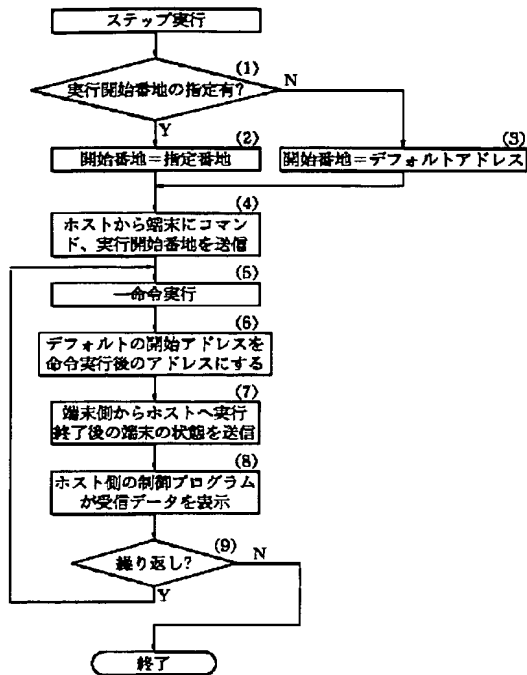 ステップ実行
(1)
実行開始番地の指定有?
N
Y
(2)
開始番地=指定番地
(3)
開始番地=デフォルトアドレス
(4)
ホストから端末にコマン
ド、実行開始番地を送信
(5)
一命令実行
(6)
デフォルトの開始アドレスを
命令実行後のアドレスにする
(7)
端末側からホストへ実行
終了後の端末の状態を送信
(8)
ホスト側の制御プログラム
が受信データを表示
(9)
繰り返し?
N
Y
終了